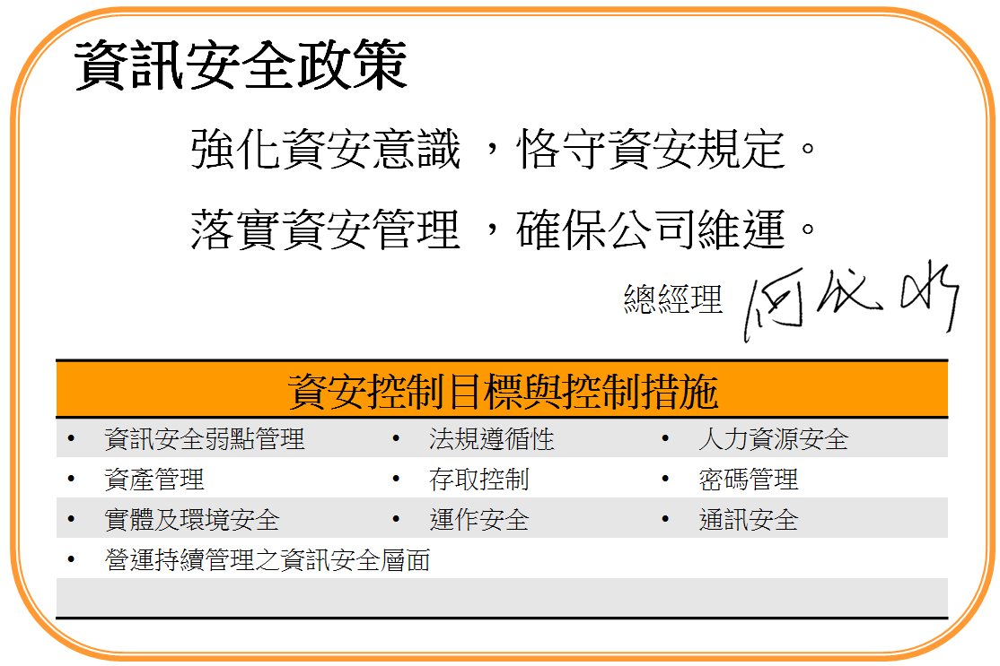 資訊安全政策
強化資安意識，恪守資安規定。
落實資安管理，確保公司維運。
總經理
資安控制目標與控制措施
• 資訊安全弱點管理 • 法規遵循性 • 人力資源安全
• 資產管理 • 存取控制 • 密碼管理
• 實體及環境安全 • 運作安全 • 通訊安全
• 營運持續管理之資訊安全層面